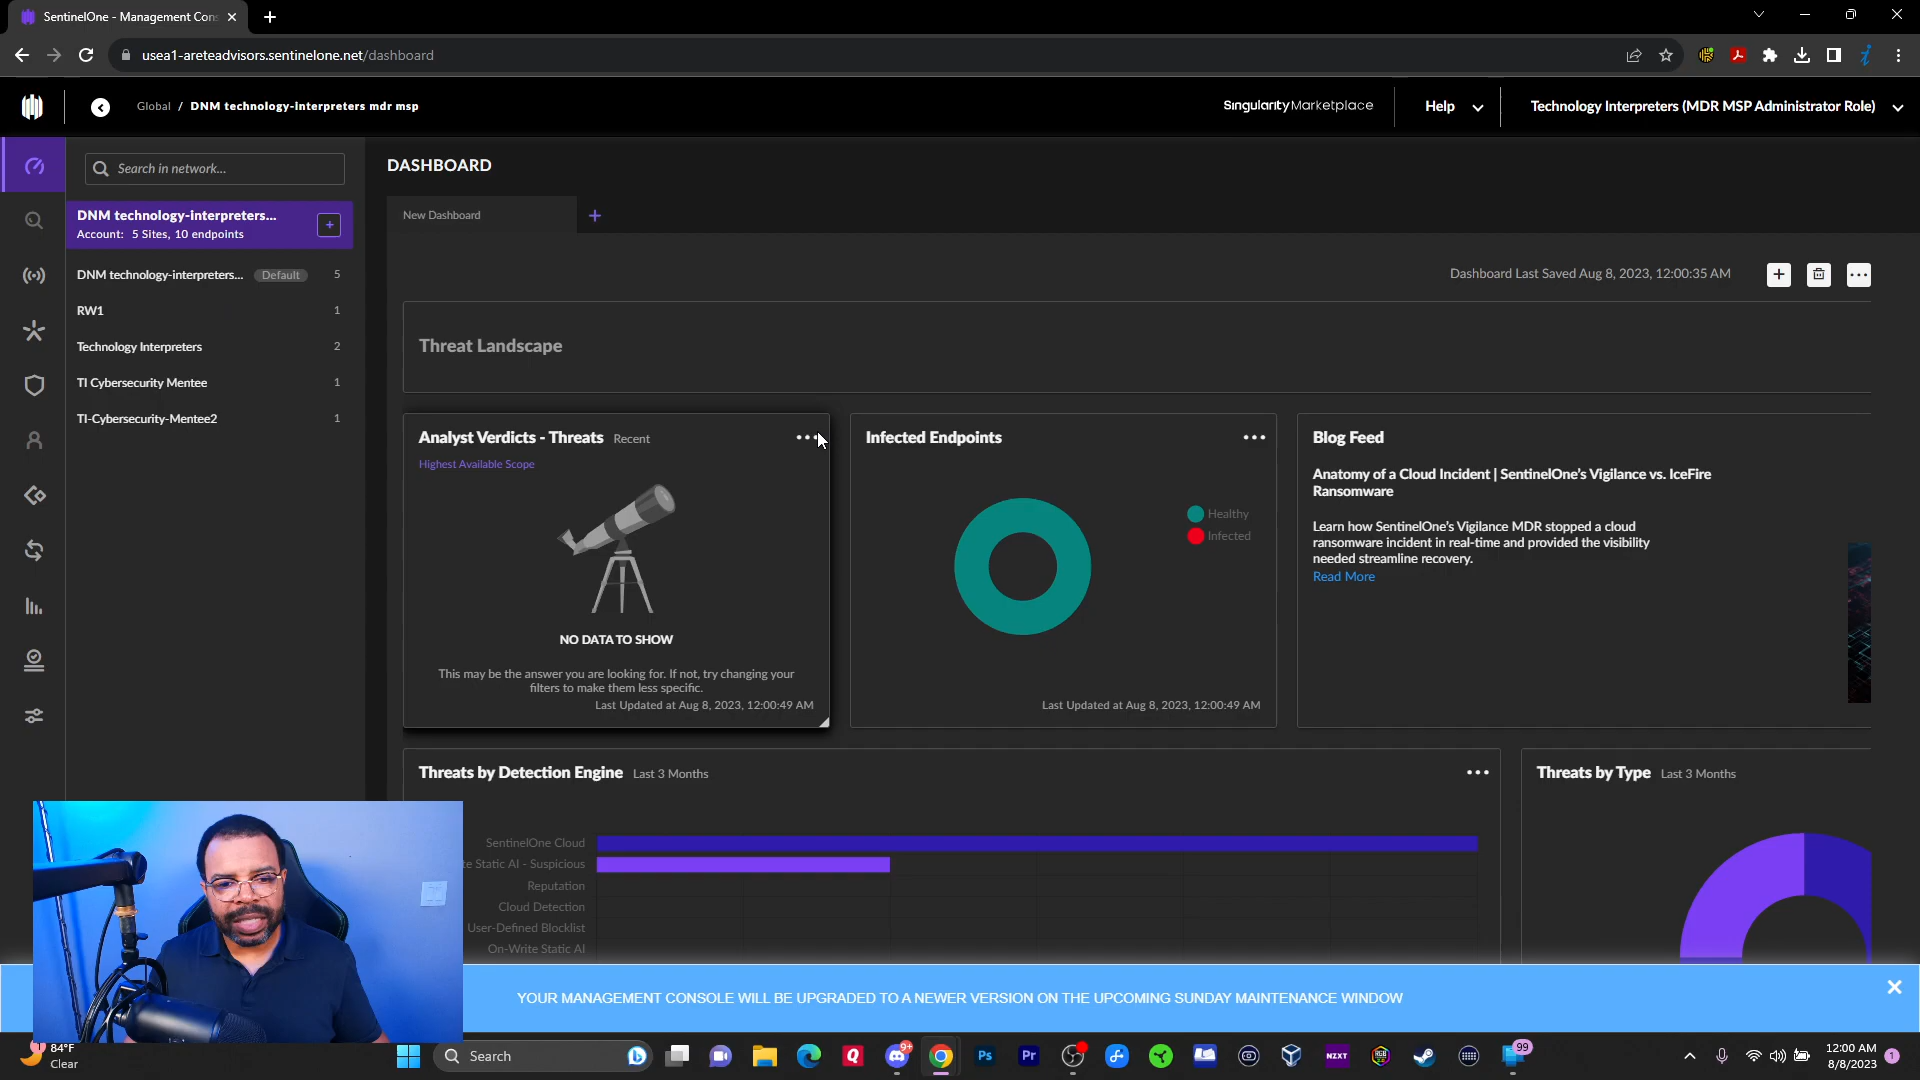 SentinelOne - Management Con
usea1-areteadvisors.sentinelone.net/dashboard
Global / DNM technology-interpreters mdr msp
Singularity Marketplace
Help
Technology Interpreters (MDR MSP Administrator Role)
Search in network...
DNM technology-interpreters...
Account: 5 Sites, 10 endpoints
DNM technology-interpreters... Default 5
RW1 1
Technology Interpreters 2
TI Cybersecurity Mentee 1
TI-Cybersecurity-Mentee2 1
DASHBOARD
New Dashboard
Dashboard Last Saved Aug 8, 2023, 12:00:35 AM
Threat Landscape
Analyst Verdicts - Threats Recent
Highest Available Scope
NO DATA TO SHOW
This may be the answer you are looking for. If not, try changing your
filters to make them less specific.
Last Updated at Aug 8, 2023, 12:00:49 AM
Infected Endpoints
Healthy
Infected
Last Updated at Aug 8, 2023, 12:00:49 AM
Blog Feed
Anatomy of a Cloud Incident | SentinelOne's Vigilance vs. IceFire
Ransomware
Learn how SentinelOne's Vigilance MDR stopped a cloud
ransomware incident in real-time and provided the visibility
needed streamline recovery.
Read More
Threats by Detection Engine Last 3 Months
SentinelOne Cloud
te Static AI - Suspicious
Reputation
Cloud Detection
User-Defined Blocklist
On-Write Static AI
Threats by Type Last 3 Months
YOUR MANAGEMENT CONSOLE WILL BE UPGRADED TO A NEWER VERSION ON THE UPCOMING SUNDAY MAINTENANCE WINDOW
1
84°F
Clear
Search
9+
Ps
Pr
NZXT
99
12:00 AM
8/8/2023
1